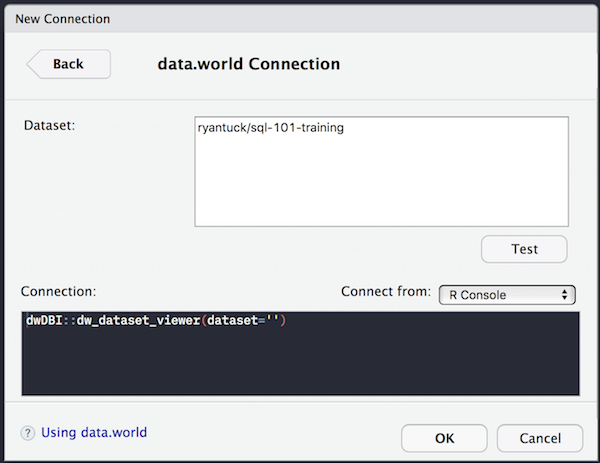 New Connection
Back
data.world Connection
Dataset:
ryantuck/sql-101-training
Test
Connection:
Connect from:
R Console
dwDBI::dw_dataset_viewer(dataset='')
? Using data.world
OK
Cancel